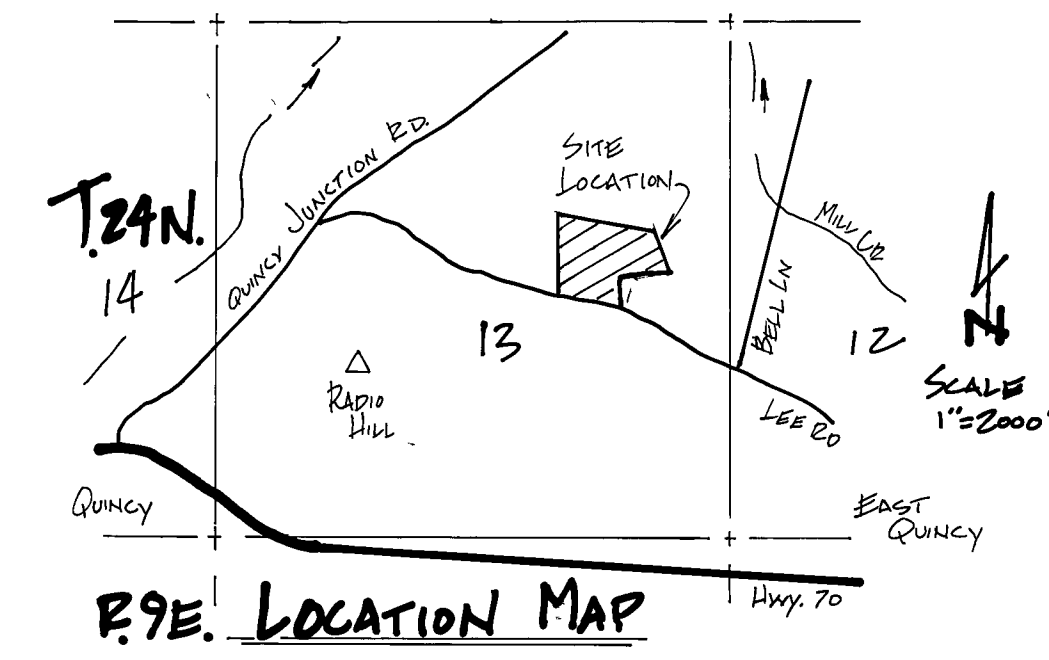 QUINCY JUNCTION RD.
SITE
LOCATION
T.24N.
14
MILL CR
BELL LN
13
12
N
RADIO
HILL
SCALE
1"=2000'
LEE RD
QUINCY
EAST
QUINCY
HWY. 70
R.9E. LOCATION MAP